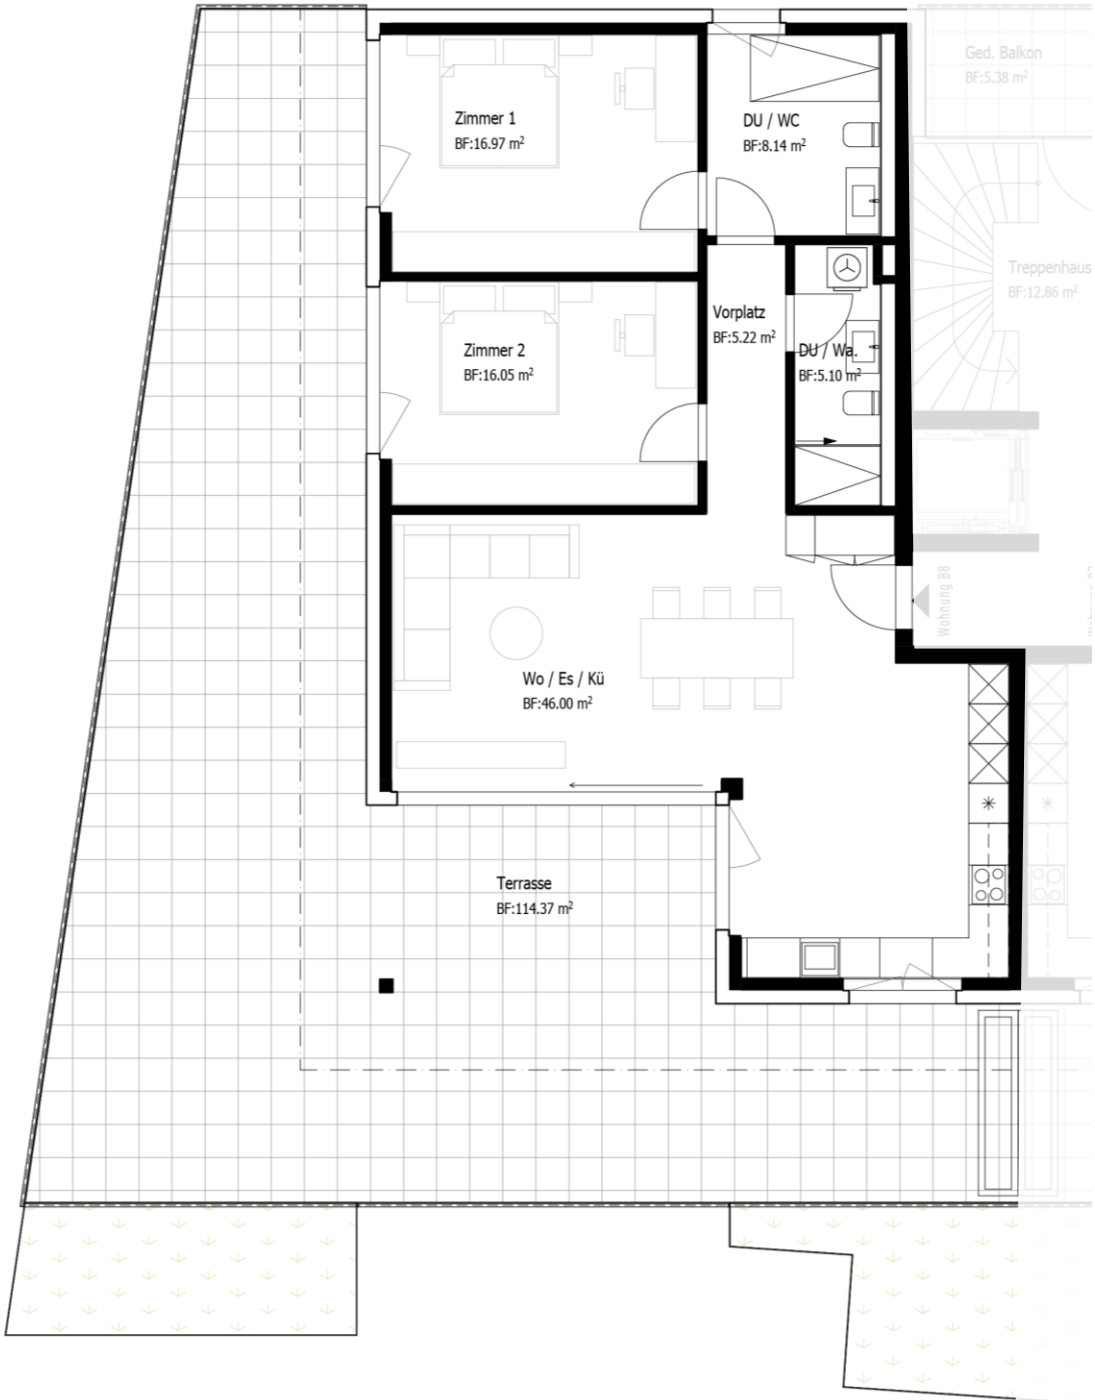 Ged. Balkon
BF:5.38 m²
Zimmer 1
BF:16.97 m²
DU / WC
BF:8.14 m²
Treppenhaus
BF:12.86 m²
Vorplatz
BF:5.22 m²
Zimmer 2
BF:16.05 m²
DU / Wa.
BF:5.10 m²
Wohnung B8
Wo / Es / Kü
BF:46.00 m²
Terrasse
BF:114.37 m²